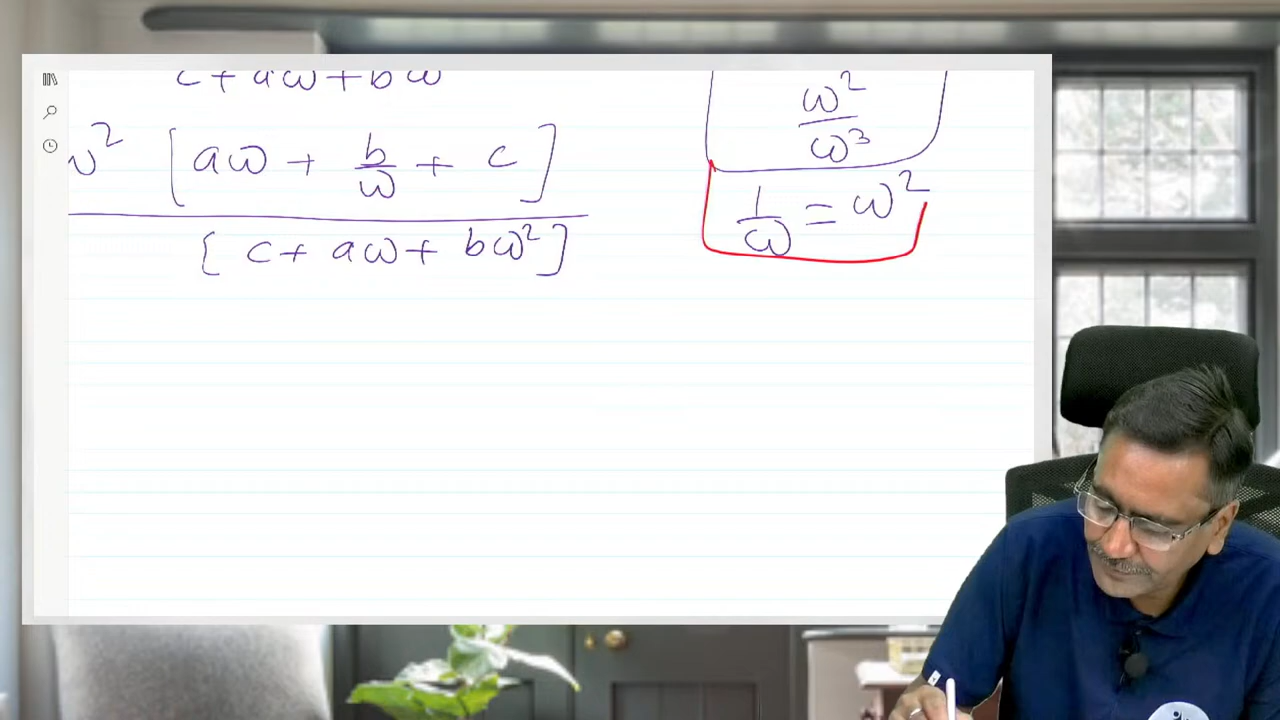 c + aω + bω
ω² [aω + b/ω + c]
[c + aω + bω²]
ω²/ω³
1/ω = ω²